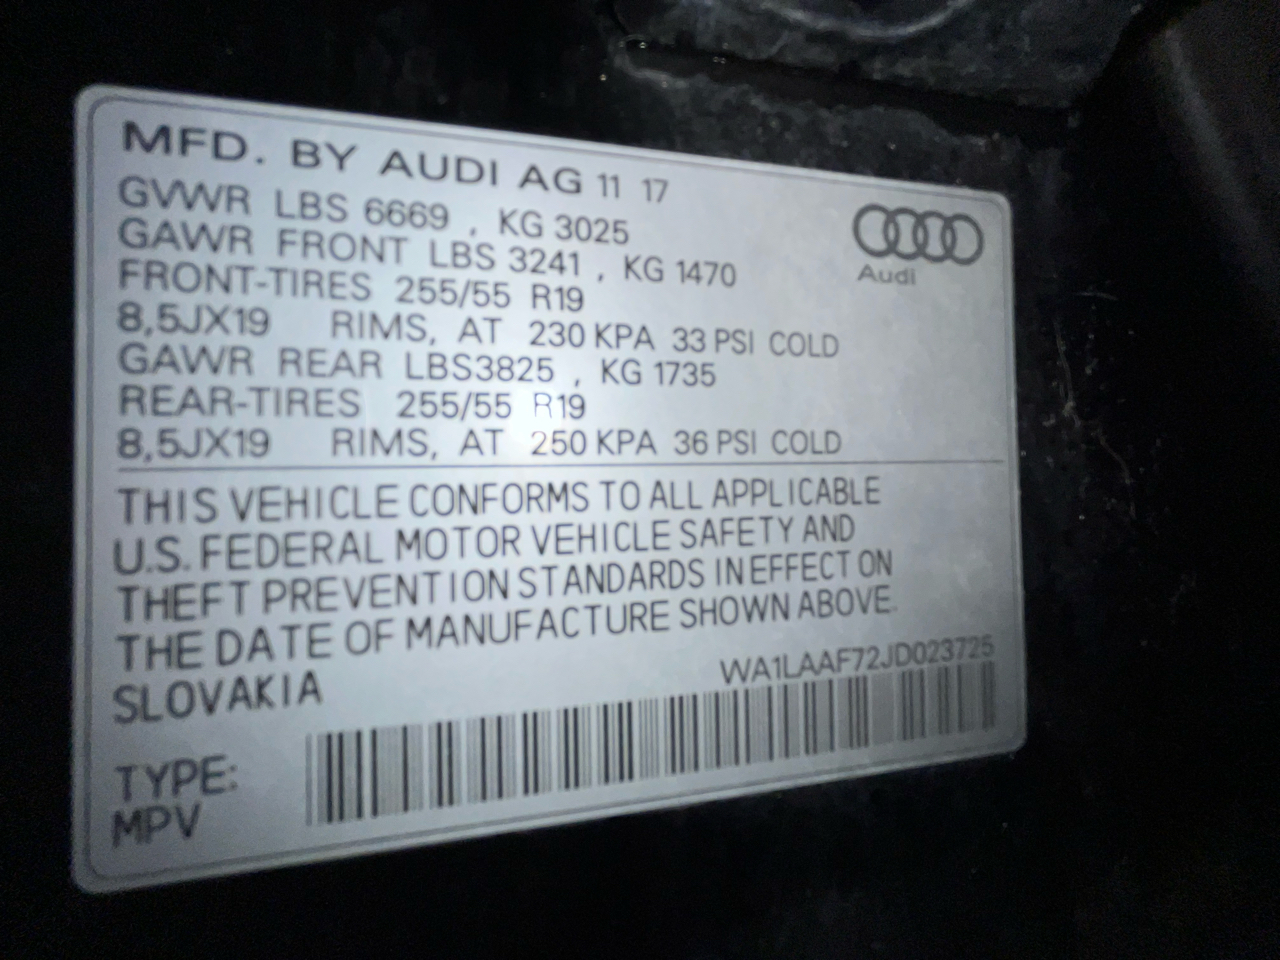 MFD. BY AUDI AG 11 17
GVWR LBS 6669 , KG 3025
GAWR FRONT LBS 3241 , KG 1470
FRONT-TIRES 255/55 R19
8,5JX19 RIMS, AT 230 KPA 33 PSI COLD
GAWR REAR LBS3825 , KG 1735
REAR-TIRES 255/55 R19
8,5JX19 RIMS, AT 250 KPA 36 PSI COLD
Audi
THIS VEHICLE CONFORMS TO ALL APPLICABLE
U.S. FEDERAL MOTOR VEHICLE SAFETY AND
THEFT PREVENTION STANDARDS IN EFFECT ON
THE DATE OF MANUFACTURE SHOWN ABOVE.
SLOVAKIA
WA1LAAF72JD023725
TYPE:
MPV